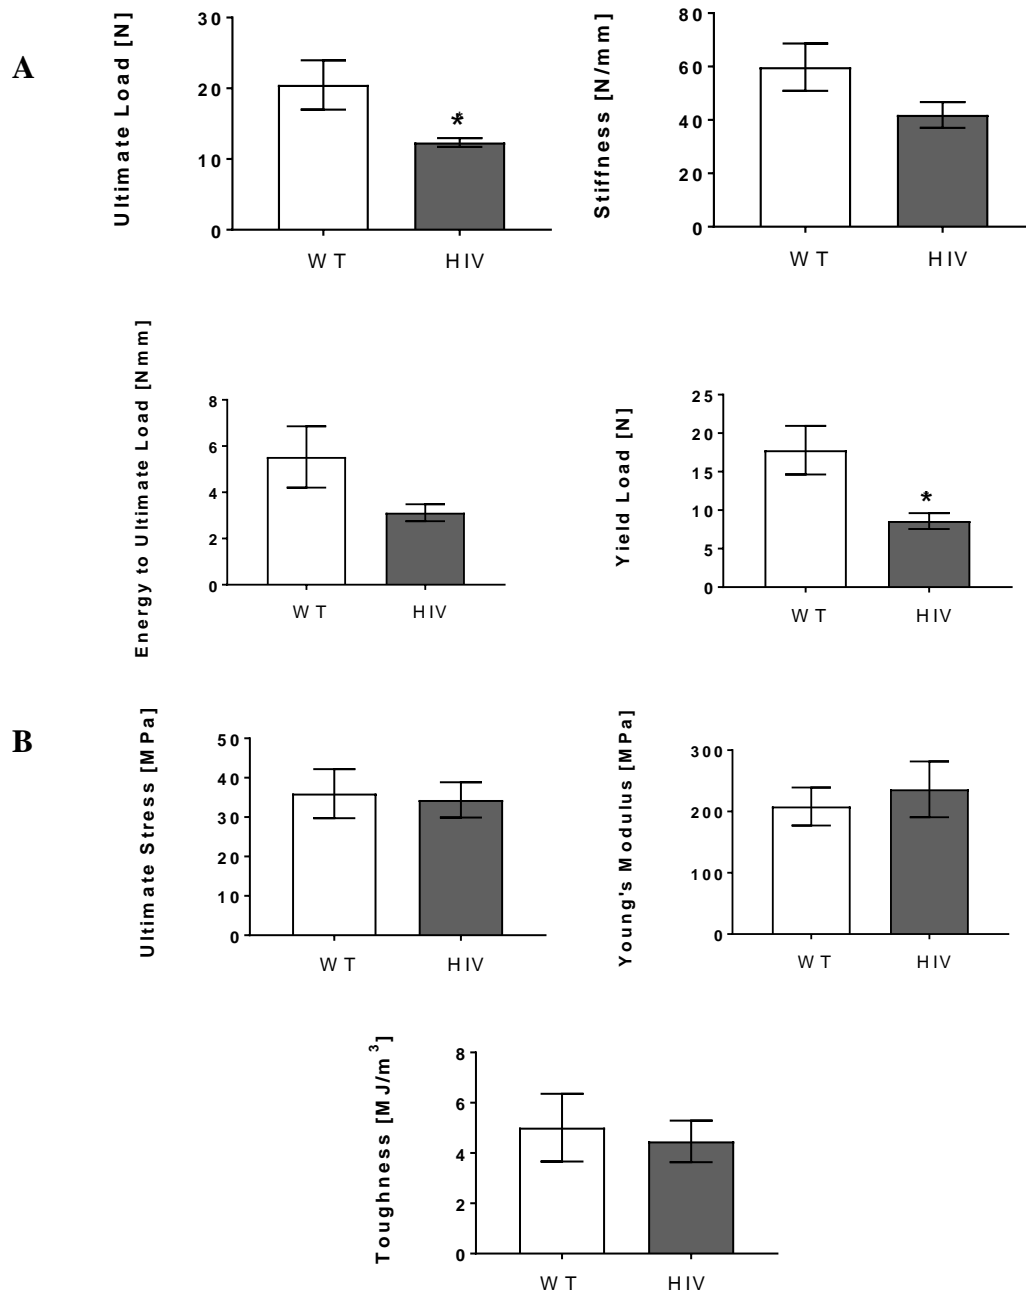 A
Ultimate Load [N]
30
20
10
0
*
WT
HIV
Stiffness [N/mm]
80
60
40
20
0
WT
HIV
Energy to Ultimate Load [Nmm]
8
6
4
2
0
WT
HIV
Yield Load [N]
25
20
15
10
5
0
*
WT
HIV
B
Ultimate Stress [MPa]
50
40
30
20
10
0
WT
HIV
Young's Modulus [MPa]
300
200
100
0
WT
HIV
Toughness [MJ/m³]
8
6
4
2
0
WT
HIV